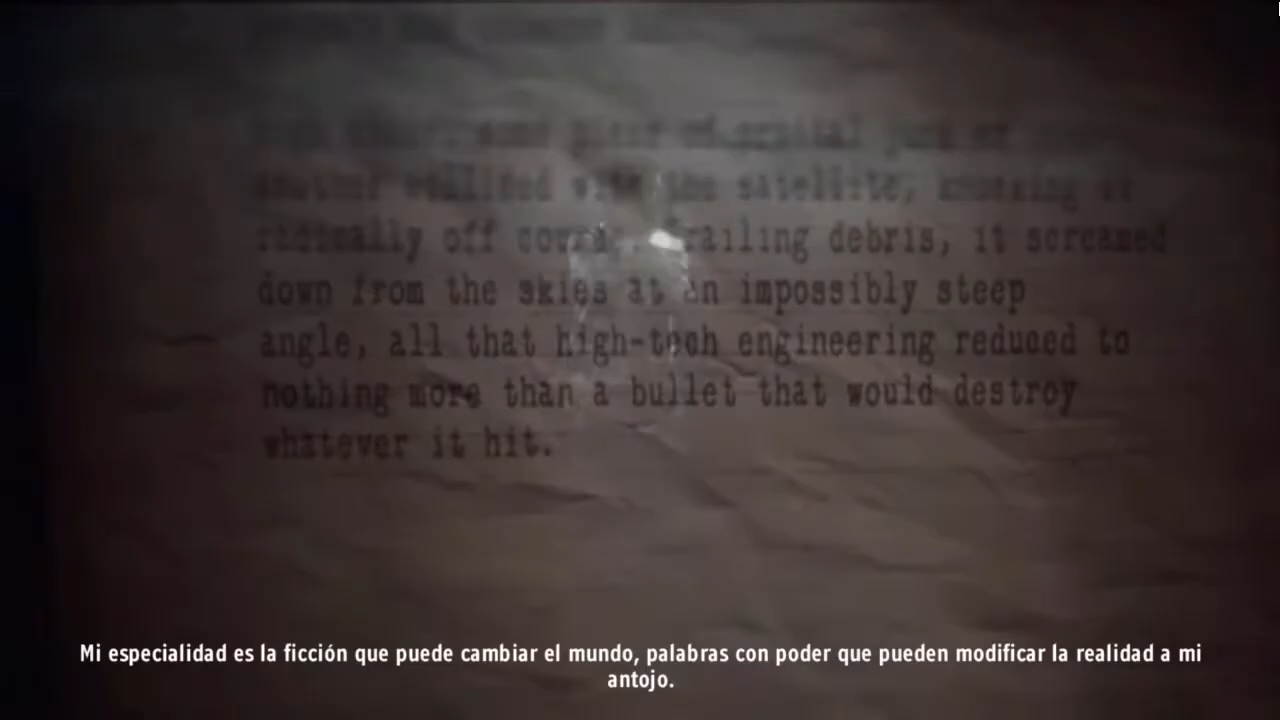 another collided with the satellite, knocking it
radically off course. Trailing debris, it screamed
down from the skies at an impossibly steep
angle, all that high-tech engineering reduced to
nothing more than a bullet that would destroy
whatever it hit.
Mi especialidad es la ficción que puede cambiar el mundo, palabras con poder que pueden modificar la realidad a mi
antojo.